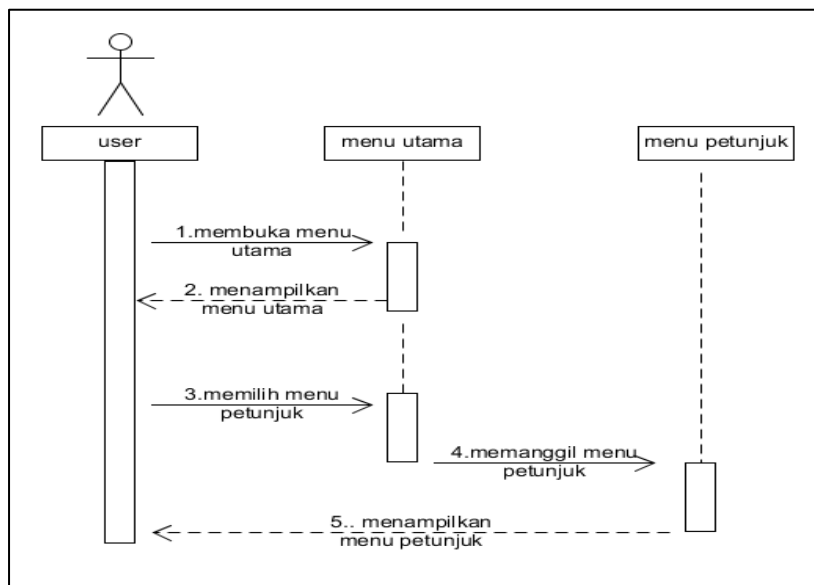 user
menu utama
menu petunjuk
1.membuka menu
utama
2. menampilkan
menu utama
3.memilih menu
petunjuk
4.memanggil menu
petunjuk
5.. menampilkan
menu petunjuk